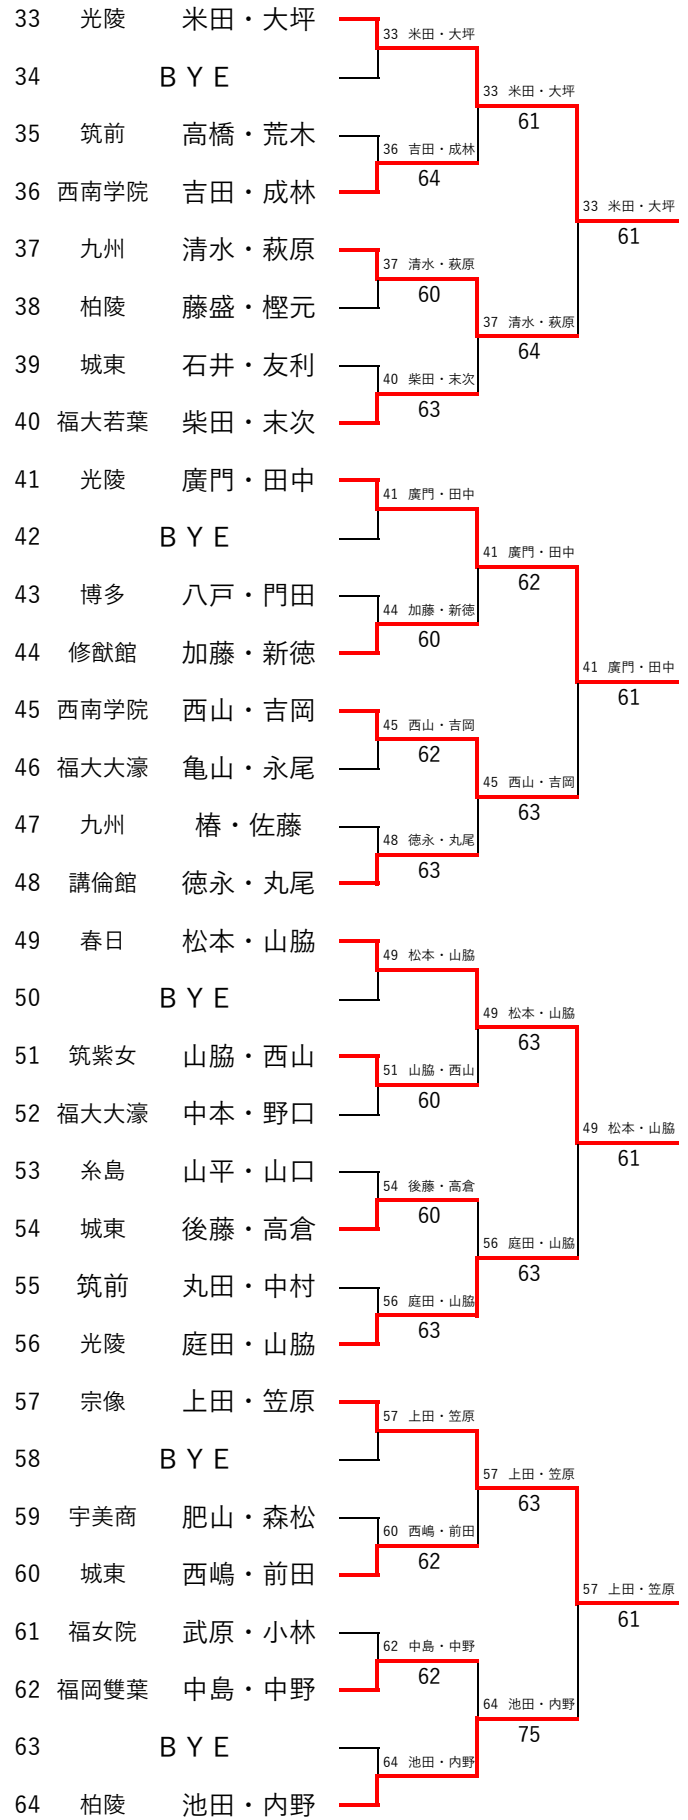 33 光陵 米田・大坪
33 米田・大坪
34 ＢＹＥ
33 米田・大坪
61
35 筑前 高橋・荒木
36 吉田・成林
64
36 西南学院 吉田・成林
33 米田・大坪
61
37 九州 清水・萩原
37 清水・萩原
60
38 柏陵 藤盛・樫元
37 清水・萩原
64
39 城東 石井・友利
40 柴田・末次
63
40 福大若葉 柴田・末次
41 光陵 廣門・田中
41 廣門・田中
42 ＢＹＥ
41 廣門・田中
62
43 博多 八戸・門田
44 加藤・新徳
60
44 修猷館 加藤・新徳
41 廣門・田中
61
45 西南学院 西山・吉岡
45 西山・吉岡
62
46 福大大濠 亀山・永尾
45 西山・吉岡
63
47 九州 椿・佐藤
48 徳永・丸尾
63
48 講倫館 徳永・丸尾
49 春日 松本・山脇
49 松本・山脇
50 ＢＹＥ
49 松本・山脇
63
51 筑紫女 山脇・西山
51 山脇・西山
60
52 福大大濠 中本・野口
49 松本・山脇
61
53 糸島 山平・山口
54 後藤・高倉
60
54 城東 後藤・高倉
56 庭田・山脇
63
55 筑前 丸田・中村
56 庭田・山脇
63
56 光陵 庭田・山脇
57 宗像 上田・笠原
57 上田・笠原
58 ＢＹＥ
57 上田・笠原
63
59 宇美商 肥山・森松
60 西嶋・前田
62
60 城東 西嶋・前田
57 上田・笠原
61
61 福女院 武原・小林
62 中島・中野
62
62 福岡雙葉 中島・中野
64 池田・内野
75
63 ＢＹＥ
64 池田・内野
64 柏陵 池田・内野